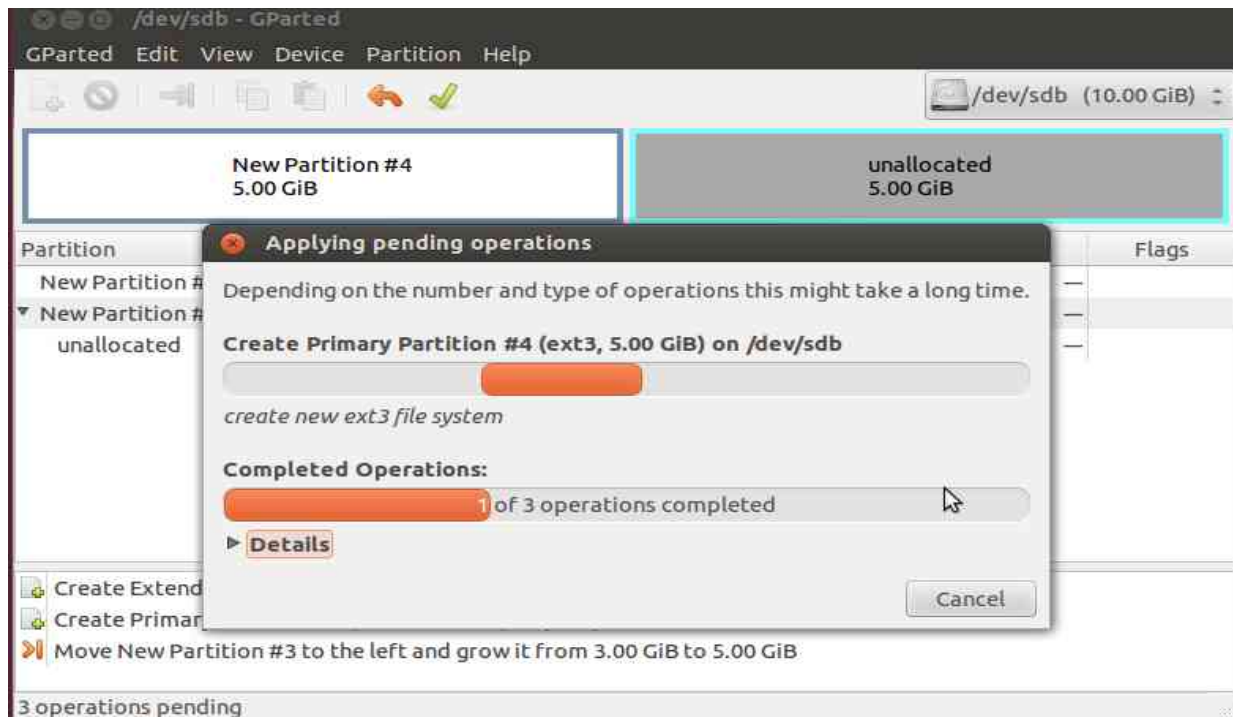 /dev/sdb - GParted
GParted Edit View Device Partition Help
/dev/sdb (10.00 GiB)
New Partition #4
5.00 GiB
unallocated
5.00 GiB
Partition
Flags
New Partition #
—
New Partition #
—
unallocated
—
Applying pending operations
Depending on the number and type of operations this might take a long time.
Create Primary Partition #4 (ext3, 5.00 GiB) on /dev/sdb
create new ext3 file system
Completed Operations:
1 of 3 operations completed
Details
Cancel
Create Extend
Create Primar
Move New Partition #3 to the left and grow it from 3.00 GiB to 5.00 GiB
3 operations pending